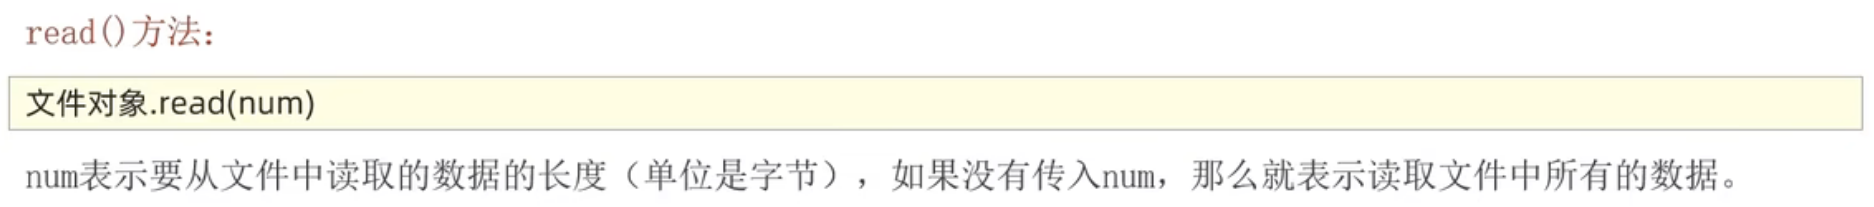 read()方法：
文件对象.read(num)
num表示要从文件中读取的数据的长度（单位是字节），如果没有传入num，那么就表示读取文件中所有的数据。